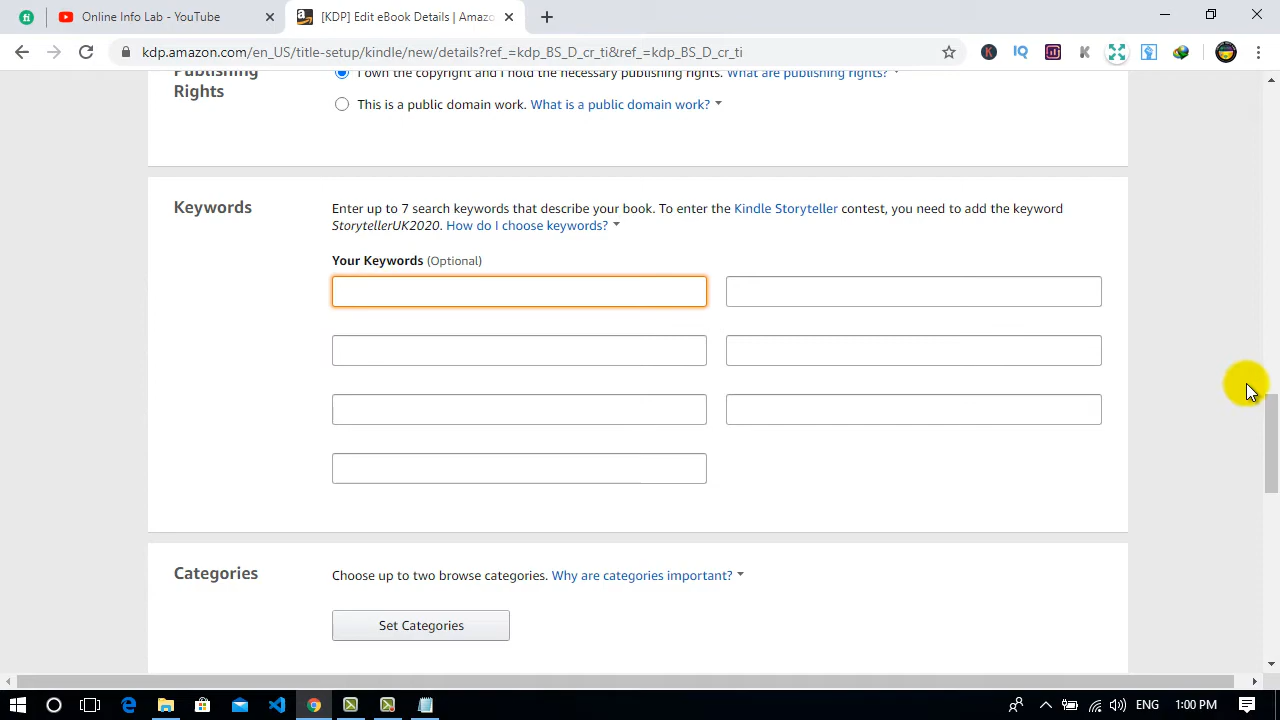 Online Info Lab - YouTube
[KDP] Edit eBook Details | Amazo
kdp.amazon.com/en_US/title-setup/kindle/new/details?ref_=kdp_BS_D_cr_ti&ref_=kdp_BS_D_cr_ti
Publishing
Rights
I own the copyright and I hold the necessary publishing rights. What are publishing rights?
This is a public domain work. What is a public domain work?
Keywords
Enter up to 7 search keywords that describe your book. To enter the Kindle Storyteller contest, you need to add the keyword
StorytellerUK2020. How do I choose keywords?
Your Keywords (Optional)
Categories
Choose up to two browse categories. Why are categories important?
Set Categories
ENG
1:00 PM